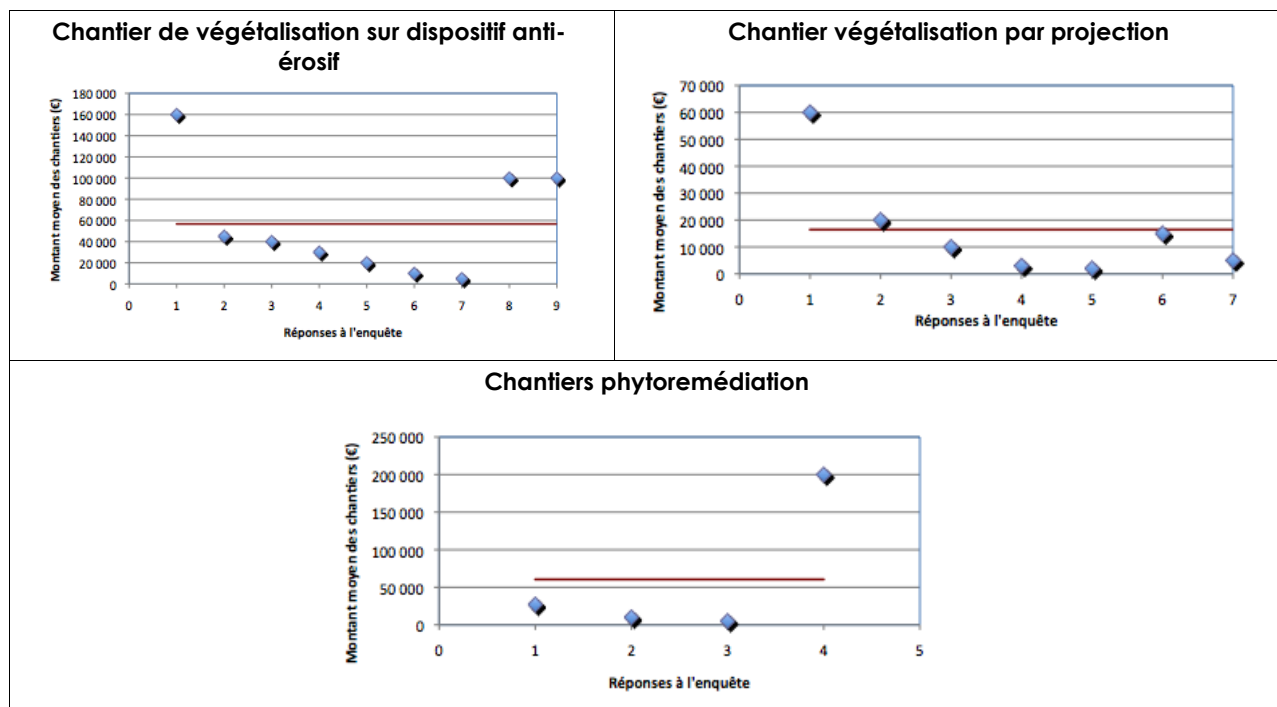 Chantier de végétalisation sur dispositif anti-
érosif
Montant moyen des chantiers (€)
180 000
160 000
140 000
120 000
100 000
80 000
60 000
40 000
20 000
0
0 1 2 3 4 5 6 7 8 9
Réponses à l'enquête
Chantier végétalisation par projection
Montant moyen des chantiers (€)
70 000
60 000
50 000
40 000
30 000
20 000
10 000
0
0 1 2 3 4 5 6 7
Réponses à l'enquête
Chantiers phytoremédiation
Montant moyen des chantiers (€)
250 000
200 000
150 000
100 000
50 000
0
0 1 2 3 4 5
Réponses à l'enquête